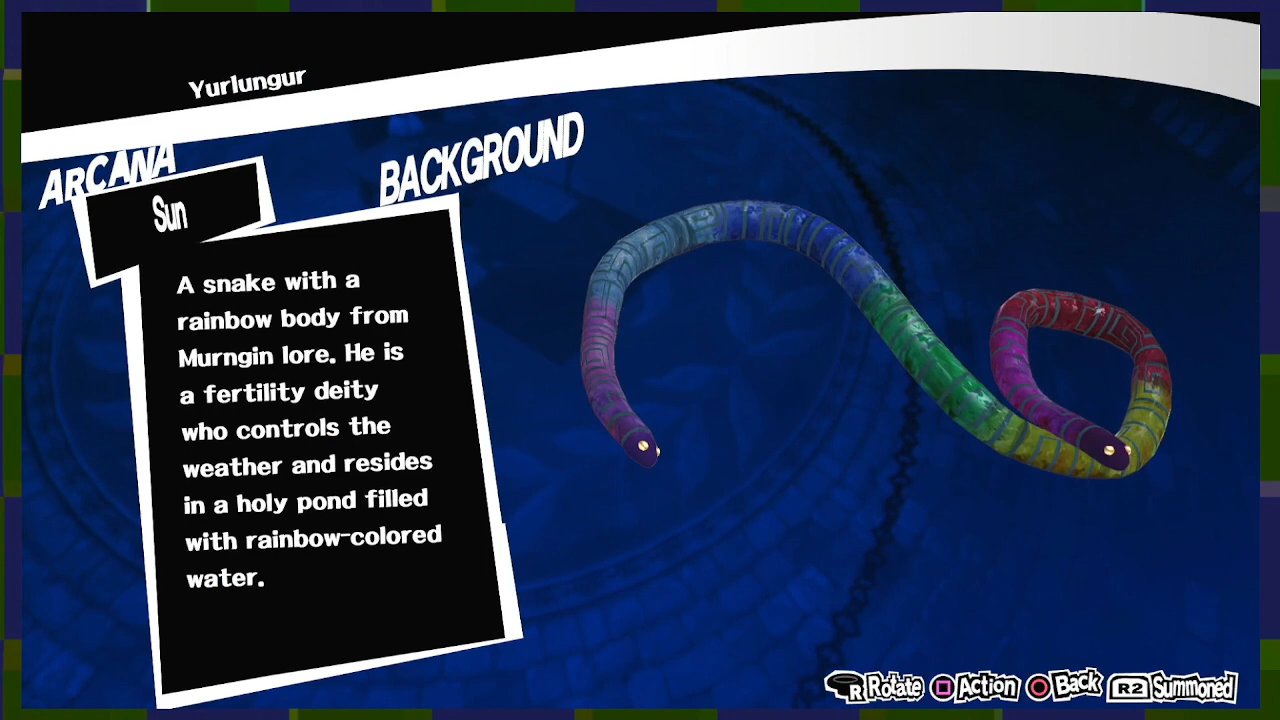 Yurlungur
ARCANA
Sun
BACKGROUND
A snake with a
rainbow body from
Murngin lore. He is
a fertility deity
who controls the
weather and resides
in a holy pond filled
with rainbow-colored
water.
R Rotate Action Back R2 Summoned